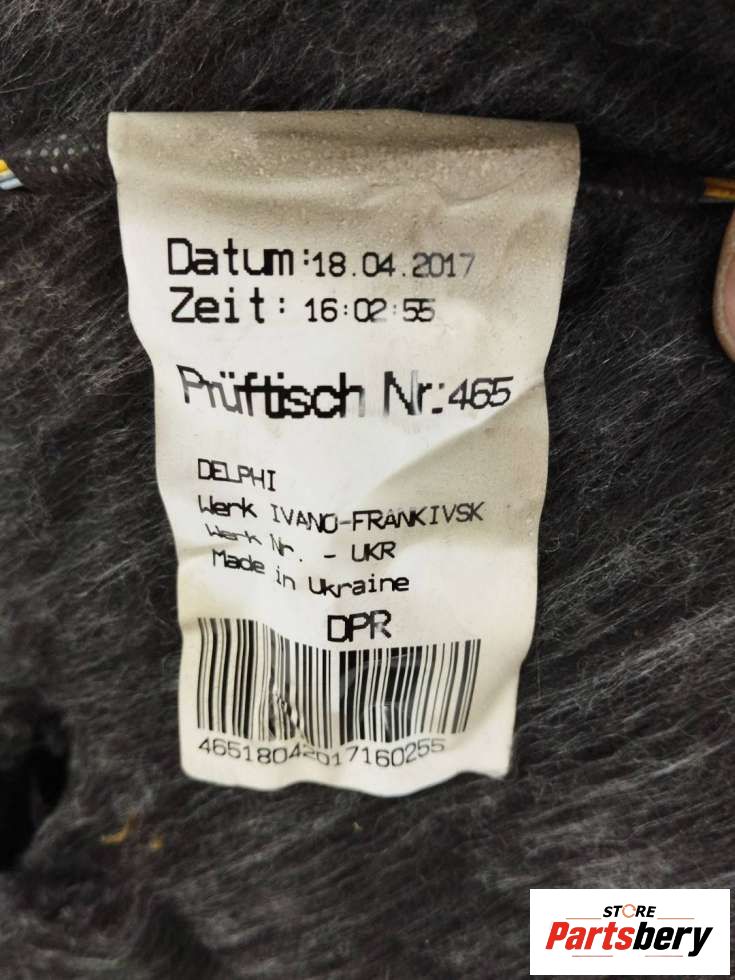 Datum:18.04.2017
Zeit: 16:02:55
Prüftisch Nr.:465
DELPHI
Werk IVANO-FRANKIVSK
Werk Nr. - UKR
Made in Ukraine
DPR
46518042017160255
STORE
Partsbery